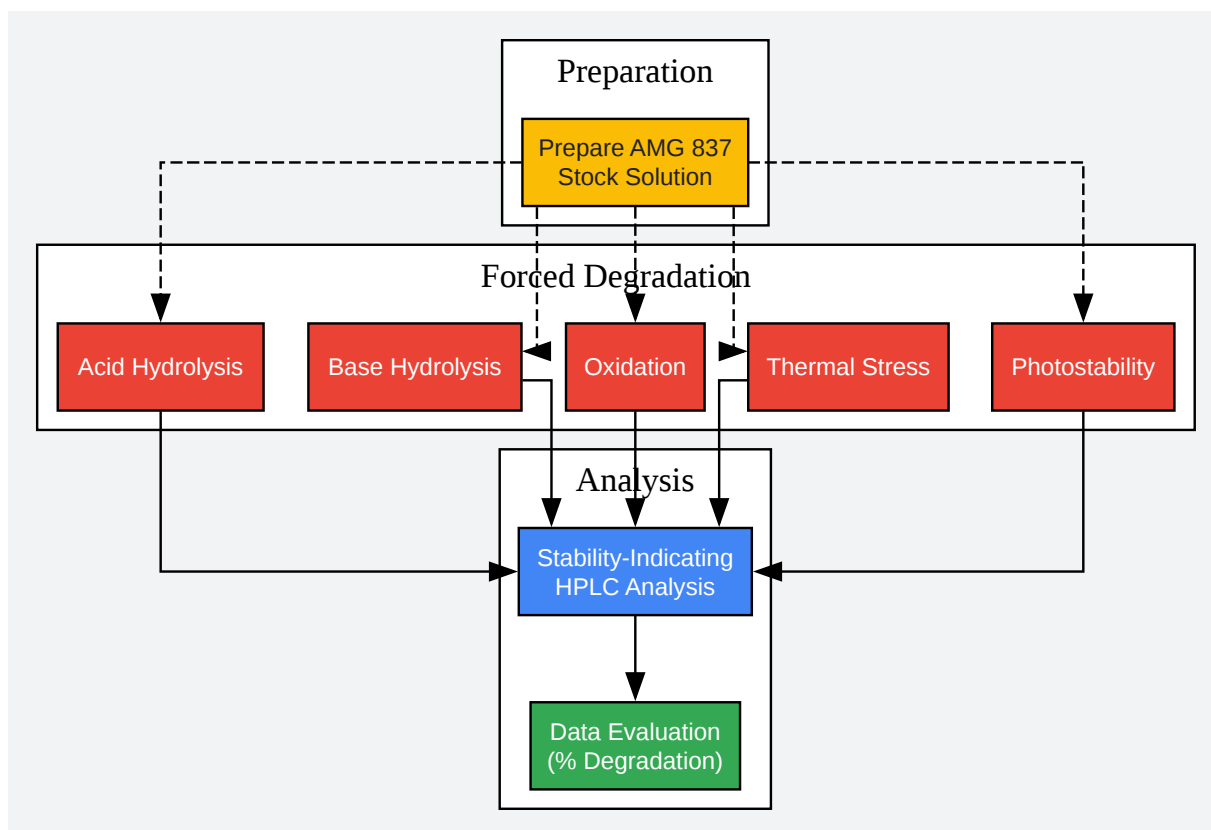 Preparation
Prepare AMG 837
Stock Solution
Forced Degradation
Acid Hydrolysis
Base Hydrolysis
Oxidation
Thermal Stress
Photostability
Analysis
Stability-Indicating
HPLC Analysis
Data Evaluation
(% Degradation)